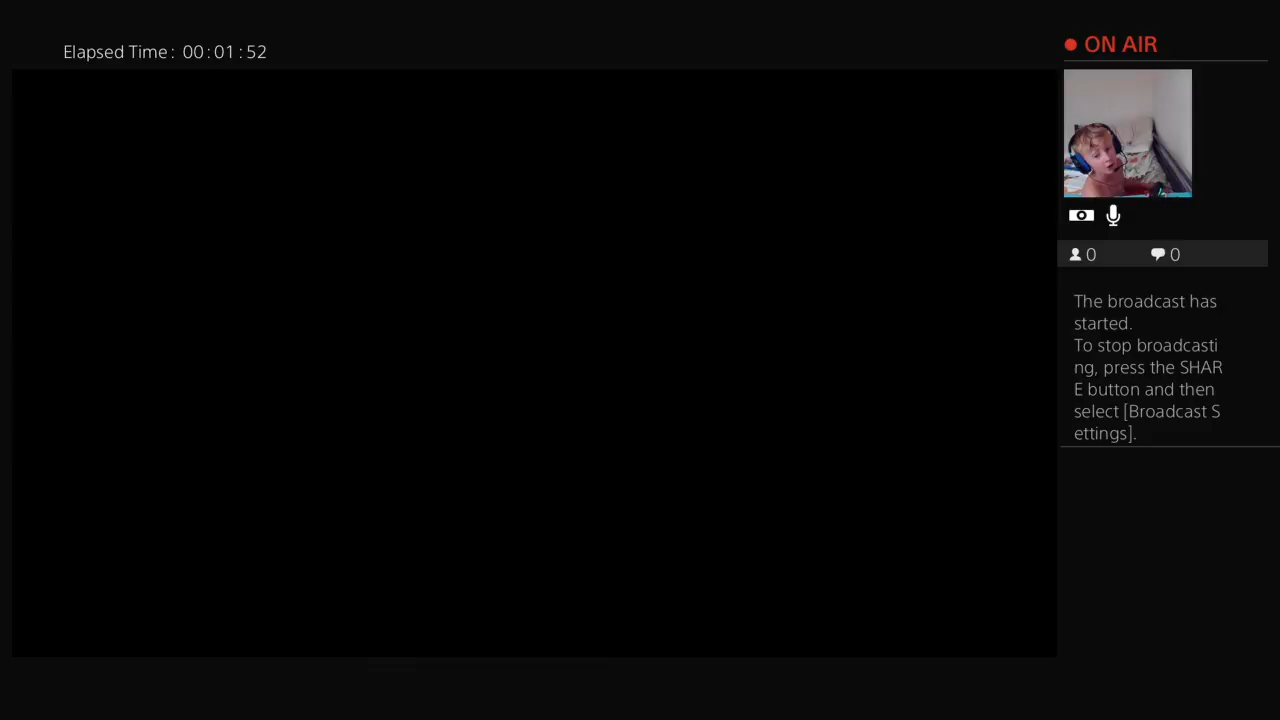 Elapsed Time: 00:01:52
ON AIR
0 0
The broadcast has
started.
To stop broadcasti
ng, press the SHAR
E button and then
select [Broadcast S
ettings].